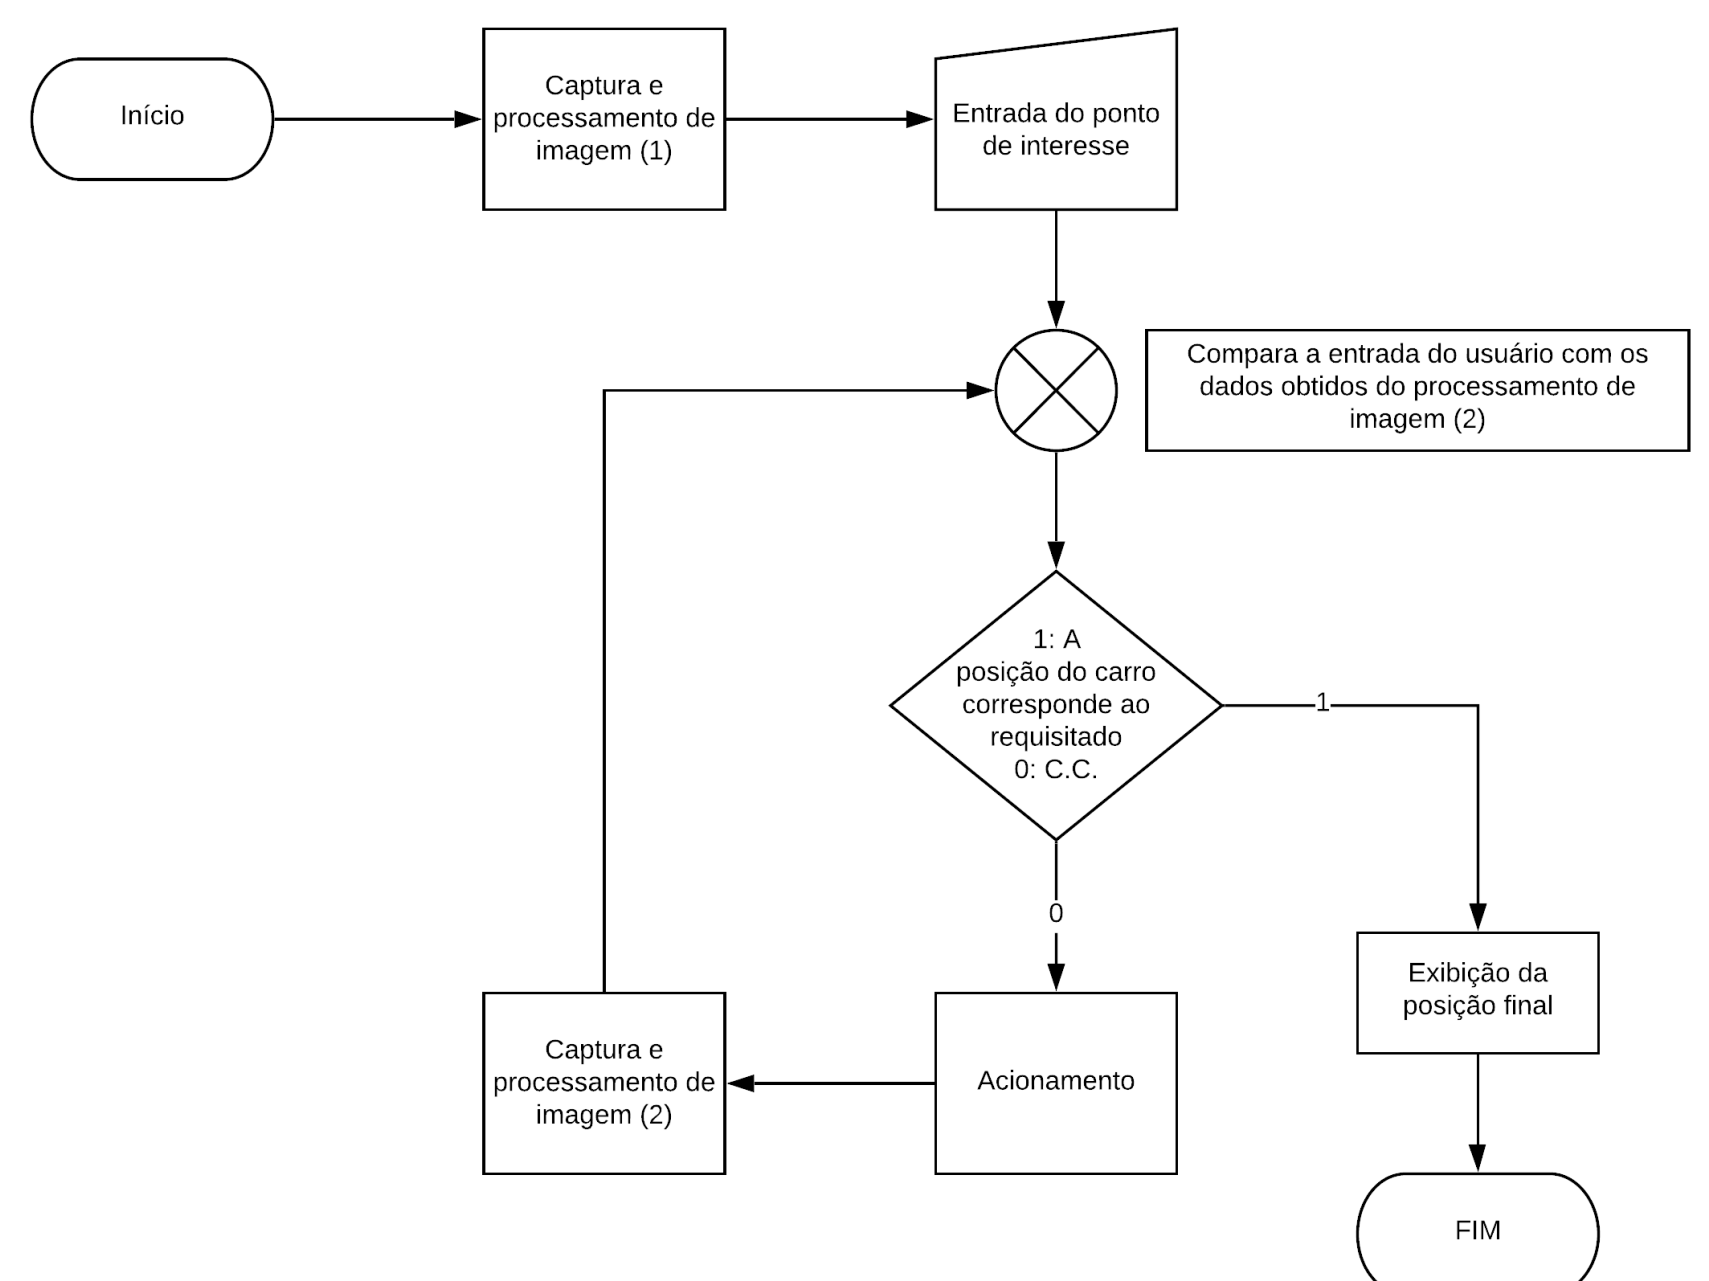 Início
Captura e
processamento de
imagem (1)
Entrada do ponto
de interesse
Compara a entrada do usuário com os
dados obtidos do processamento de
imagem (2)
1: A
posição do carro
corresponde ao
requisitado
0: C.C.
1
0
Exibição da
posição final
Captura e
processamento de
imagem (2)
Acionamento
FIM